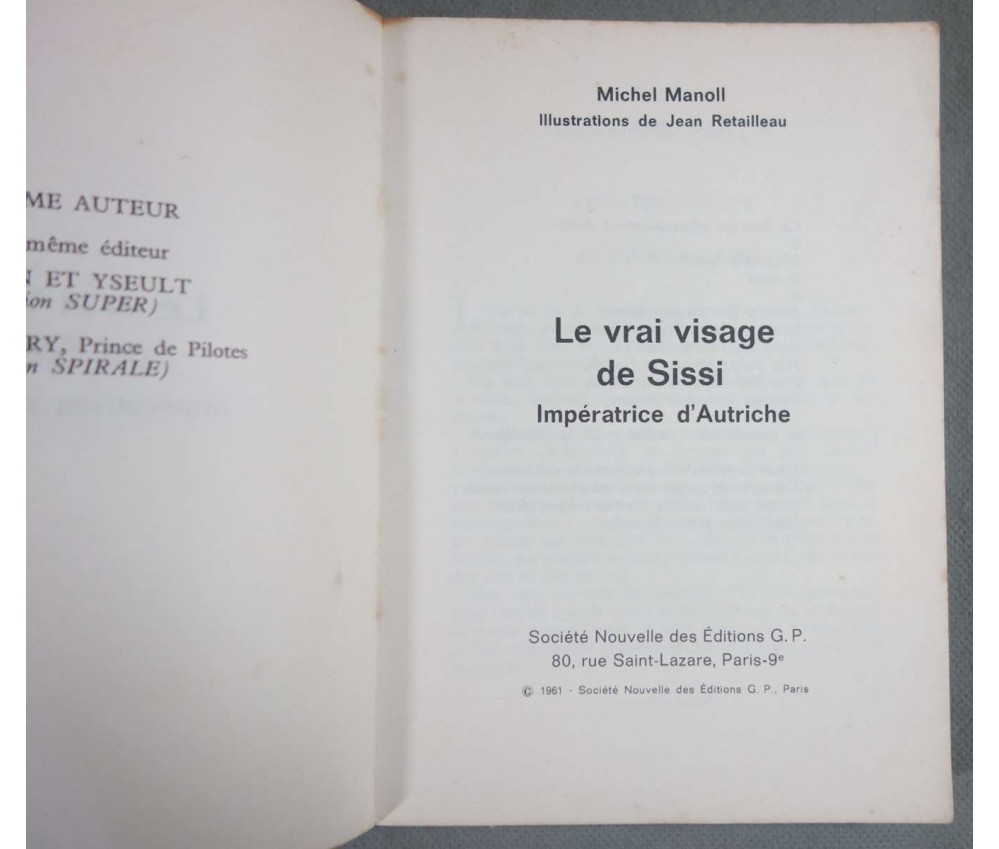 ME AUTEUR
même éditeur
ET YSEULT
ion SUPER)
RY, Prince de Pilotes
n SPIRALE)
Michel Manoll
Illustrations de Jean Retailleau
Le vrai visage
de Sissi
Impératrice d'Autriche
Société Nouvelle des Éditions G.P.
80, rue Saint-Lazare, Paris-9e
© 1961 - Société Nouvelle des Éditions G. P., Paris